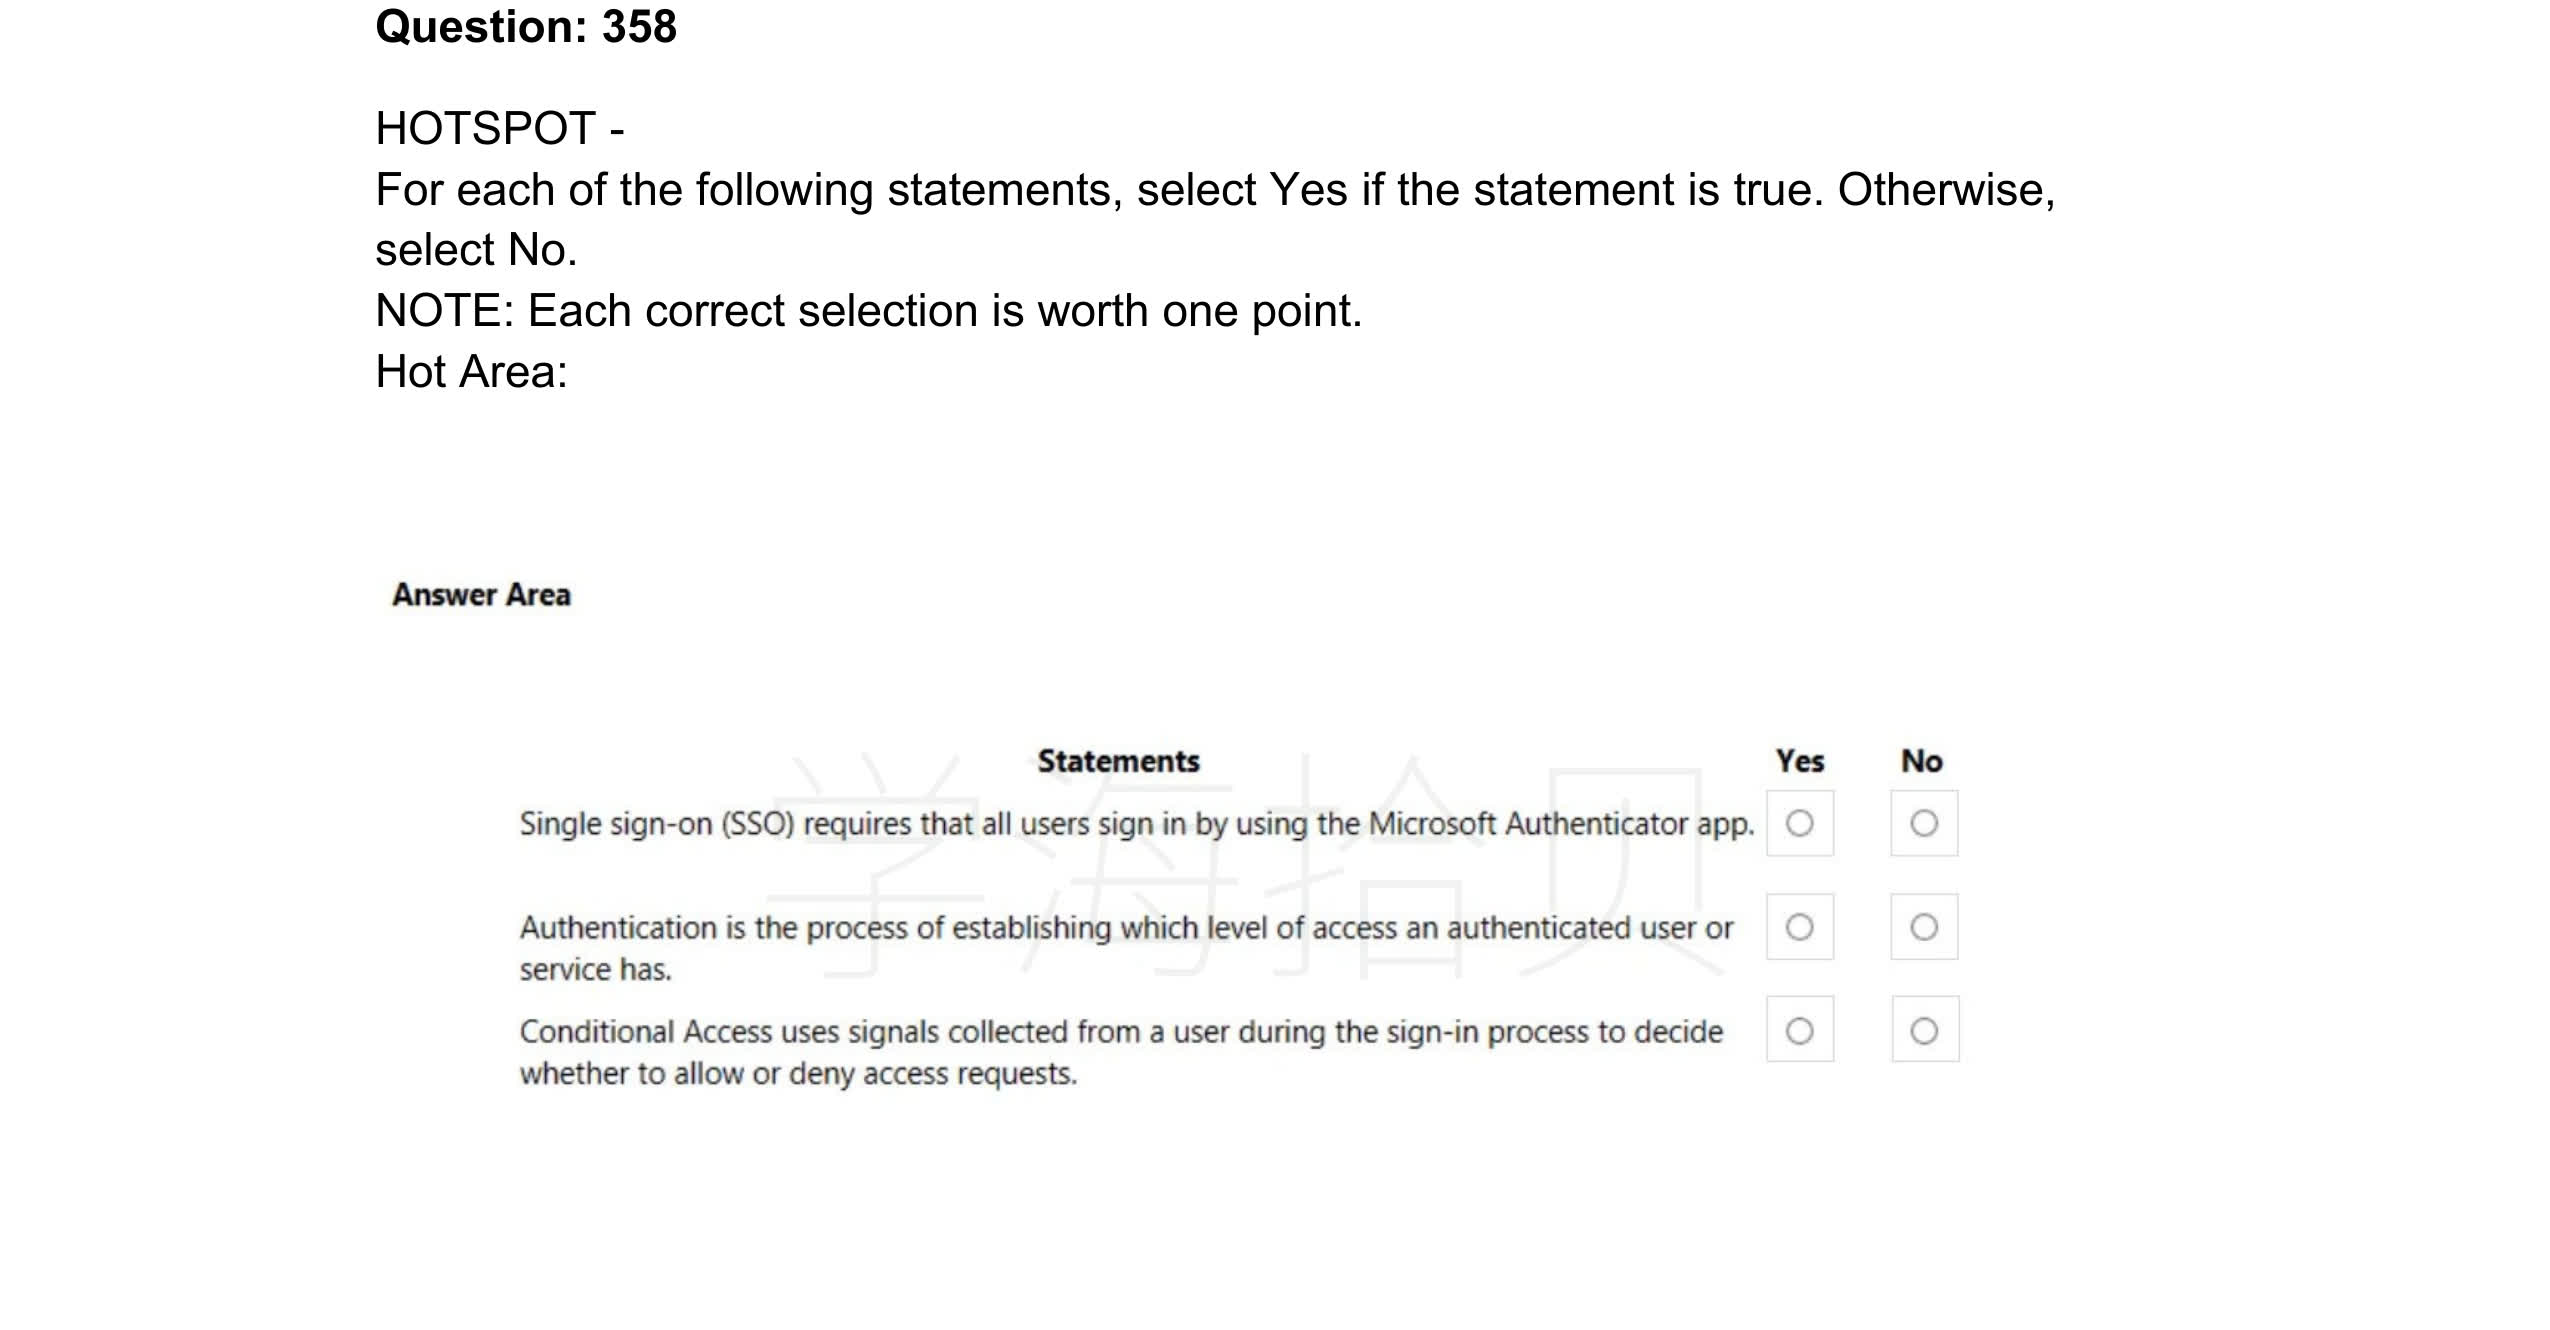 Question: 358
HOTSPOT -
For each of the following statements, select Yes if the statement is true. Otherwise,
select No.
NOTE: Each correct selection is worth one point.
Hot Area:
Answer Area
Statements Yes No
Single sign-on (SSO) requires that all users sign in by using the Microsoft Authenticator app.
Authentication is the process of establishing which level of access an authenticated user or
service has.
Conditional Access uses signals collected from a user during the sign-in process to decide
whether to allow or deny access requests.
学海拾贝